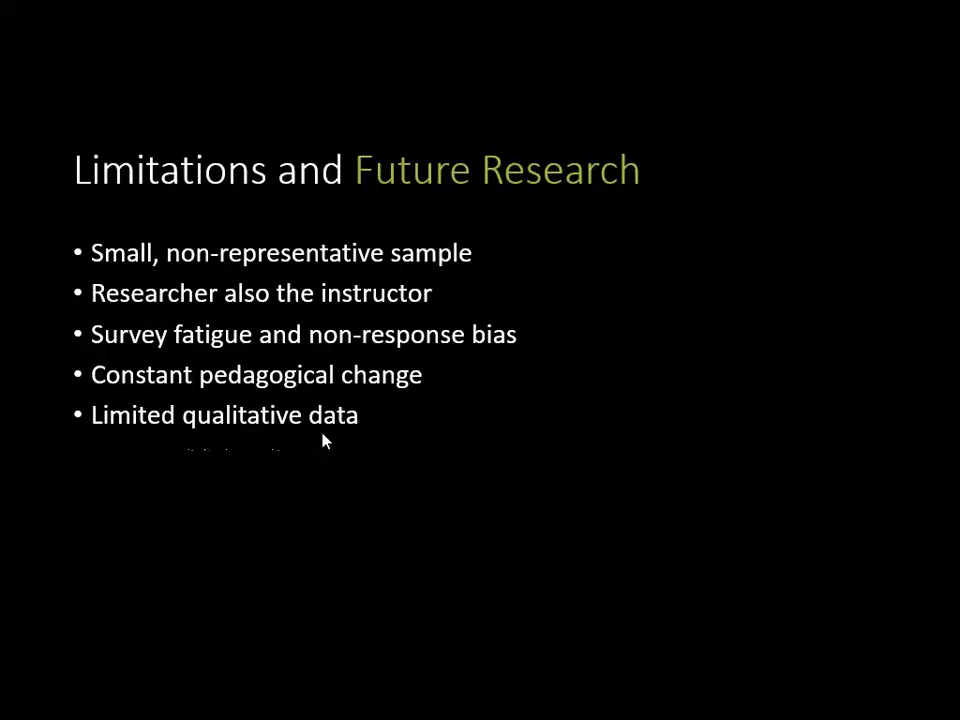 Limitations and Future Research
• Small, non-representative sample
• Researcher also the instructor
• Survey fatigue and non-response bias
• Constant pedagogical change
• Limited qualitative data